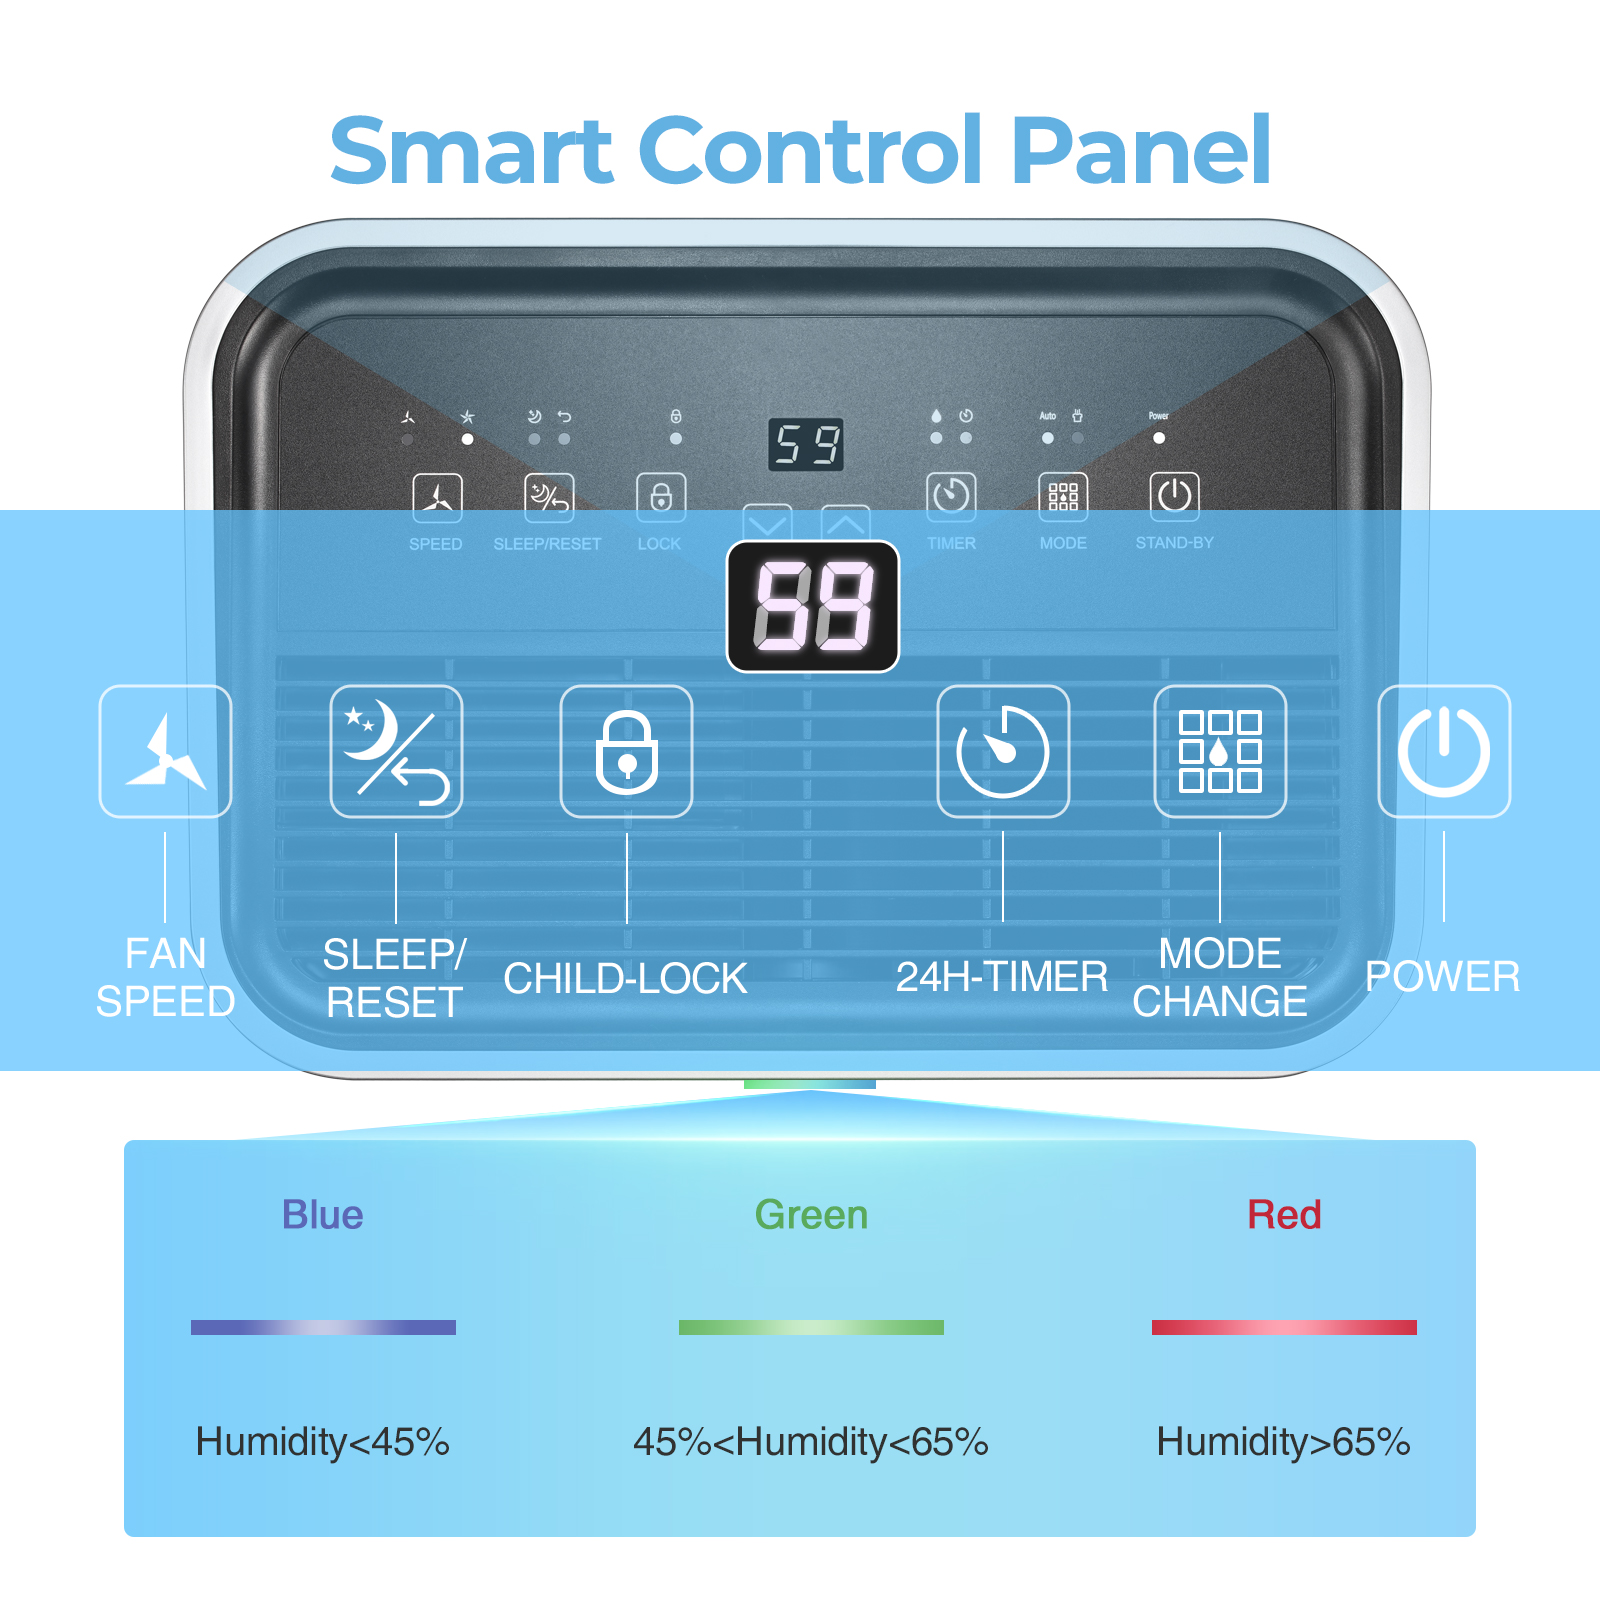 Smart Control Panel
Auto
Power
59
SPEED
SLEEP/RESET
LOCK
TIMER
MODE
STAND-BY
59
FAN
SPEED
SLEEP/
RESET
CHILD-LOCK
24H-TIMER
MODE
CHANGE
POWER
Blue
Green
Red
Humidity<45%
45%<Humidity<65%
Humidity>65%